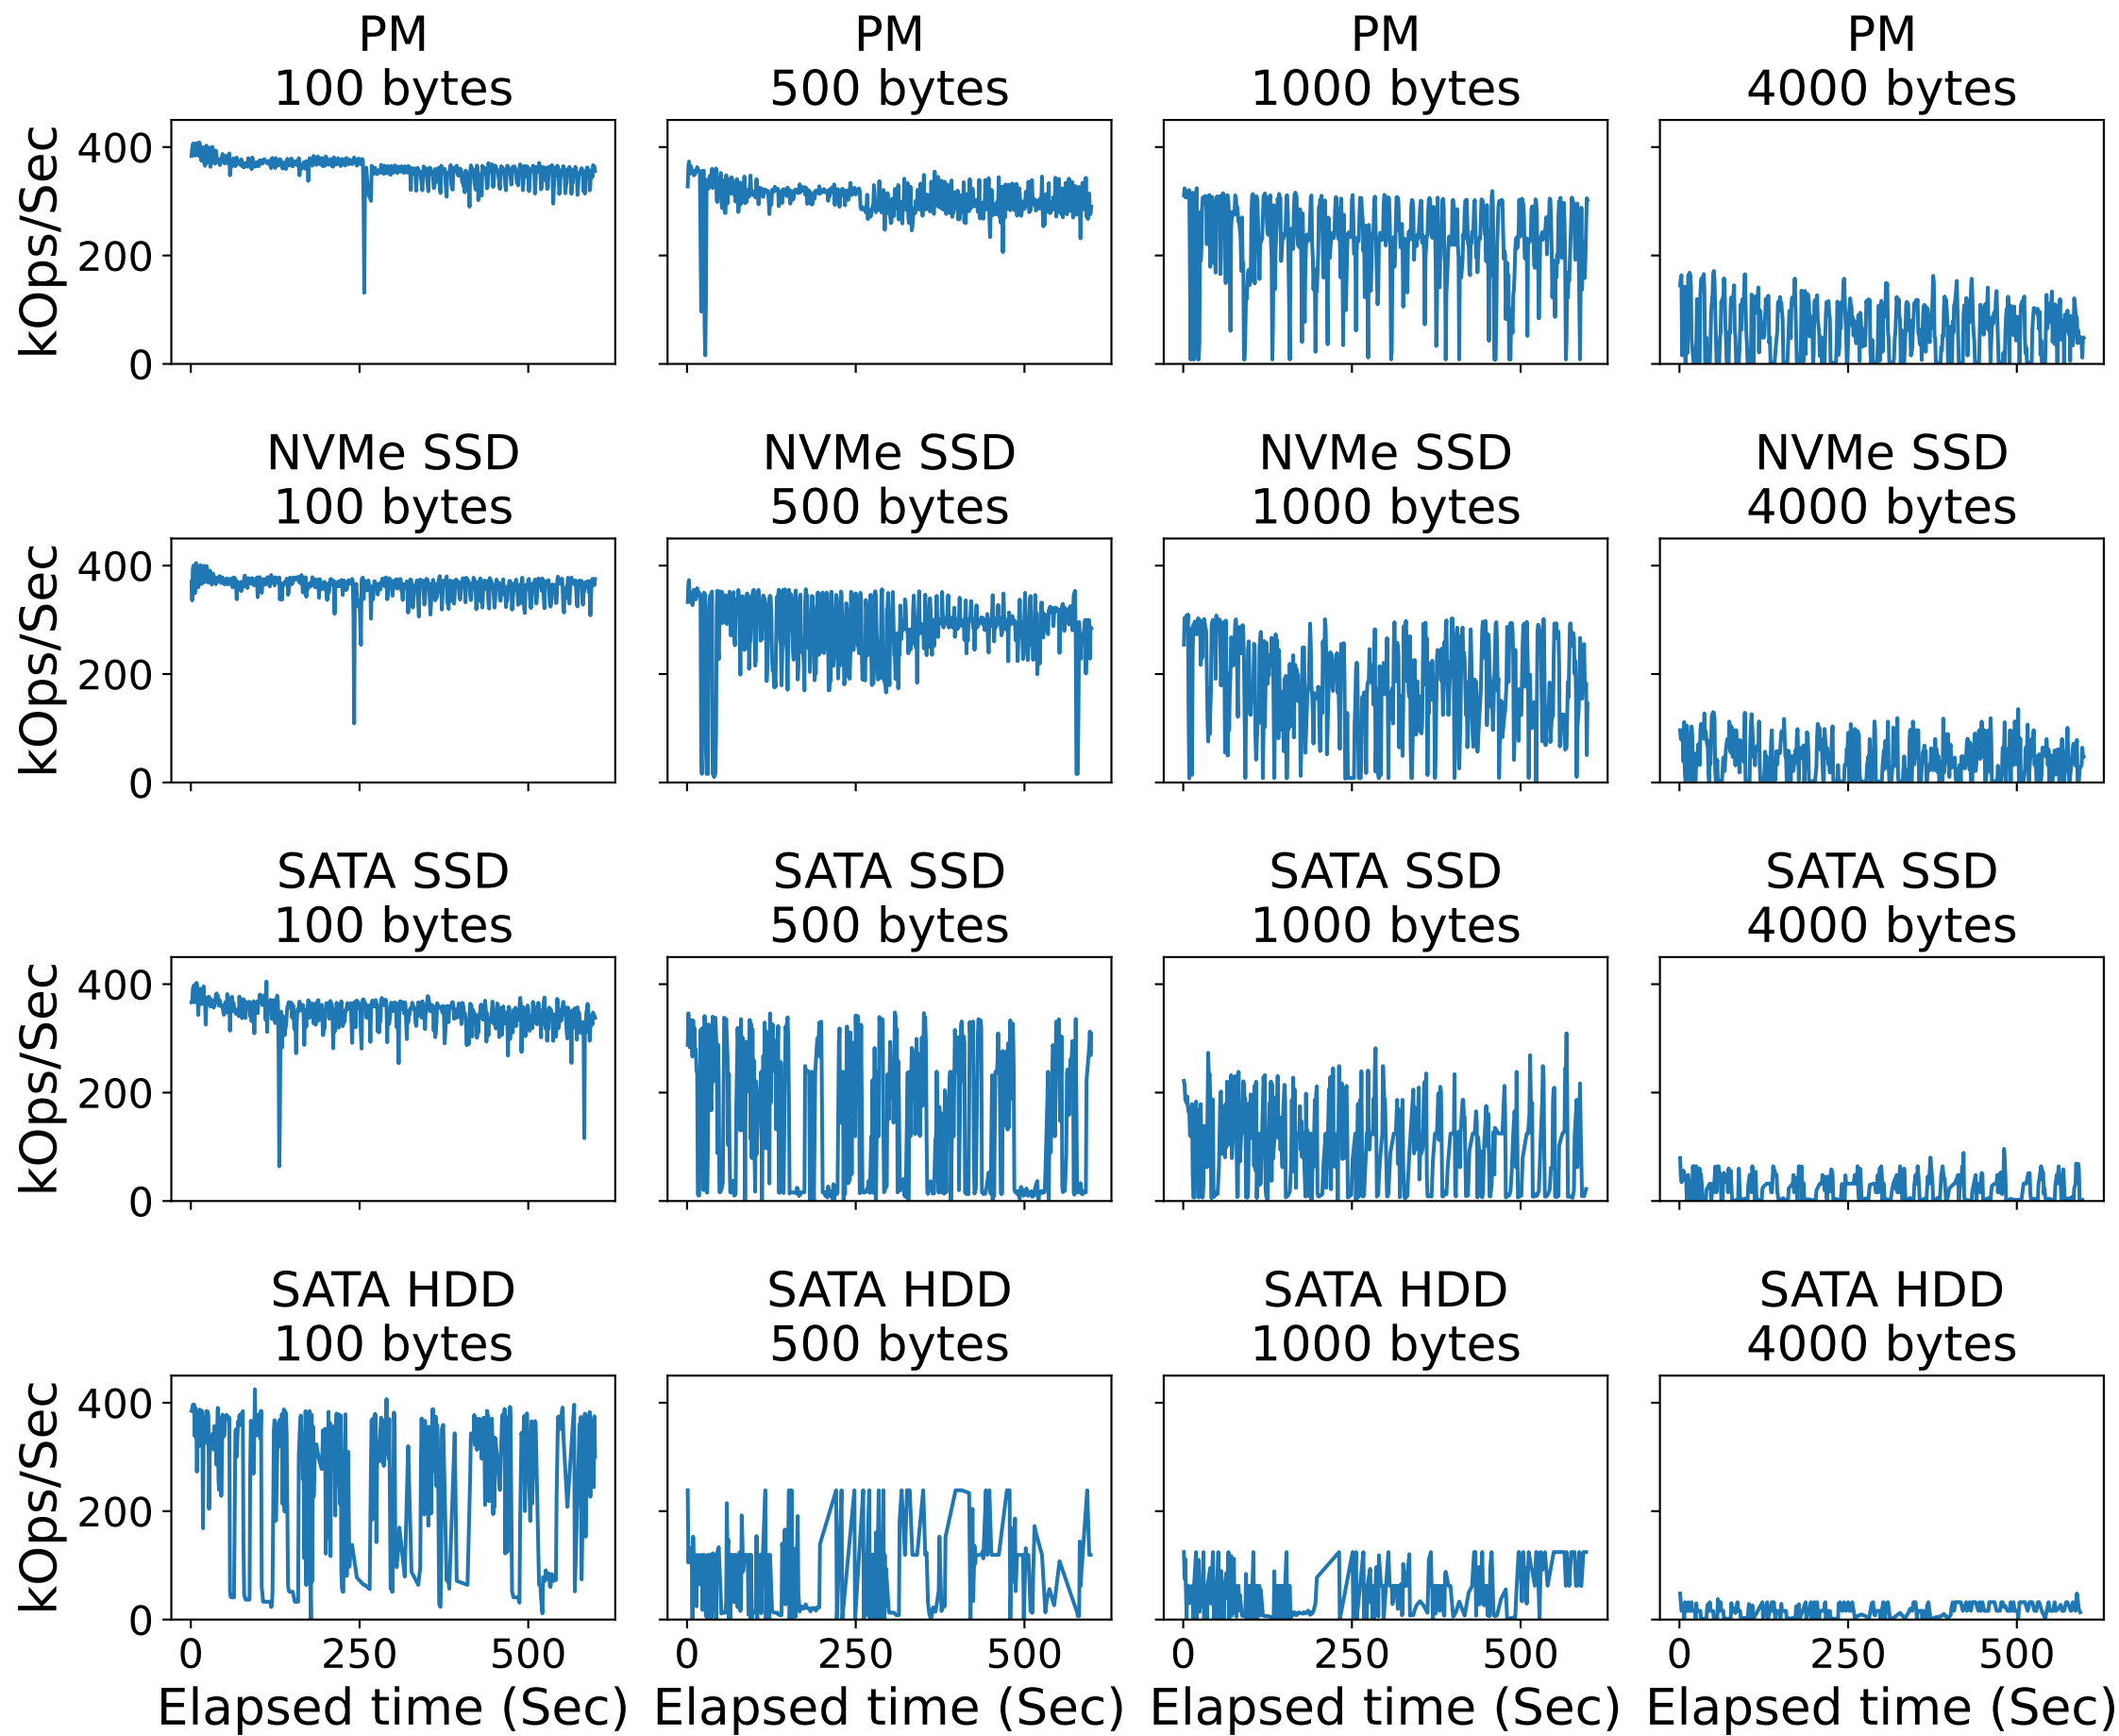 PM
100 bytes
PM
500 bytes
PM
1000 bytes
PM
4000 bytes
kOps/Sec
400
200
0
NVMe SSD
100 bytes
NVMe SSD
500 bytes
NVMe SSD
1000 bytes
NVMe SSD
4000 bytes
kOps/Sec
400
200
0
SATA SSD
100 bytes
SATA SSD
500 bytes
SATA SSD
1000 bytes
SATA SSD
4000 bytes
kOps/Sec
400
200
0
SATA HDD
100 bytes
SATA HDD
500 bytes
SATA HDD
1000 bytes
SATA HDD
4000 bytes
kOps/Sec
400
200
0
0 250 500
Elapsed time (Sec)
0 250 500
Elapsed time (Sec)
0 250 500
Elapsed time (Sec)
0 250 500
Elapsed time (Sec)